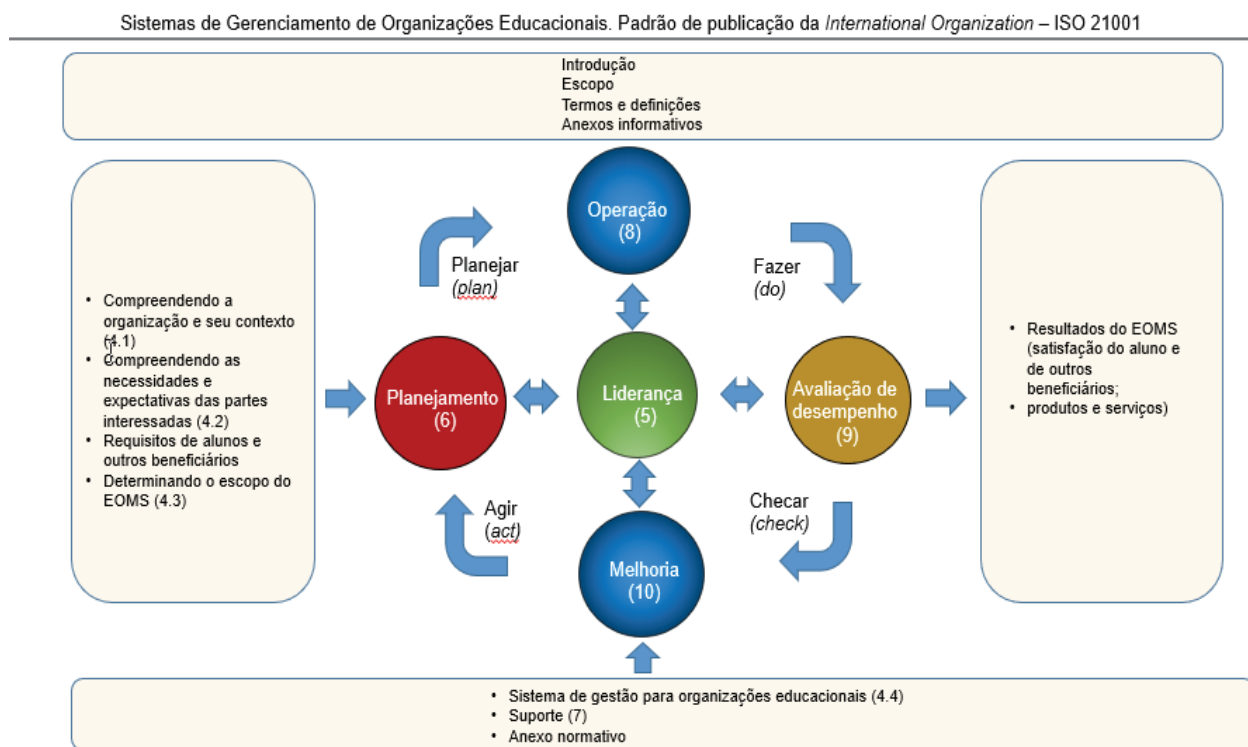 Sistemas de Gerenciamento de Organizações Educacionais. Padrão de publicação da International Organization – ISO 21001
Introdução
Escopo
Termos e definições
Anexos informativos
• Compreendendo a
organização e seu contexto
(4.1)
• Compreendendo as
necessidades e
expectativas das partes
interessadas (4.2)
• Requisitos de alunos e
outros beneficiários
• Determinando o escopo do
EOMS (4.3)
Planejar
(plan)
Operação
(8)
Fazer
(do)
Planejamento
(6)
Liderança
(5)
Avaliação de
desempenho
(9)
Agir
(act)
Melhoria
(10)
Checar
(check)
• Resultados do EOMS
(satisfação do aluno e
de outros
beneficiários;
• produtos e serviços)
• Sistema de gestão para organizações educacionais (4.4)
• Suporte (7)
• Anexo normativo